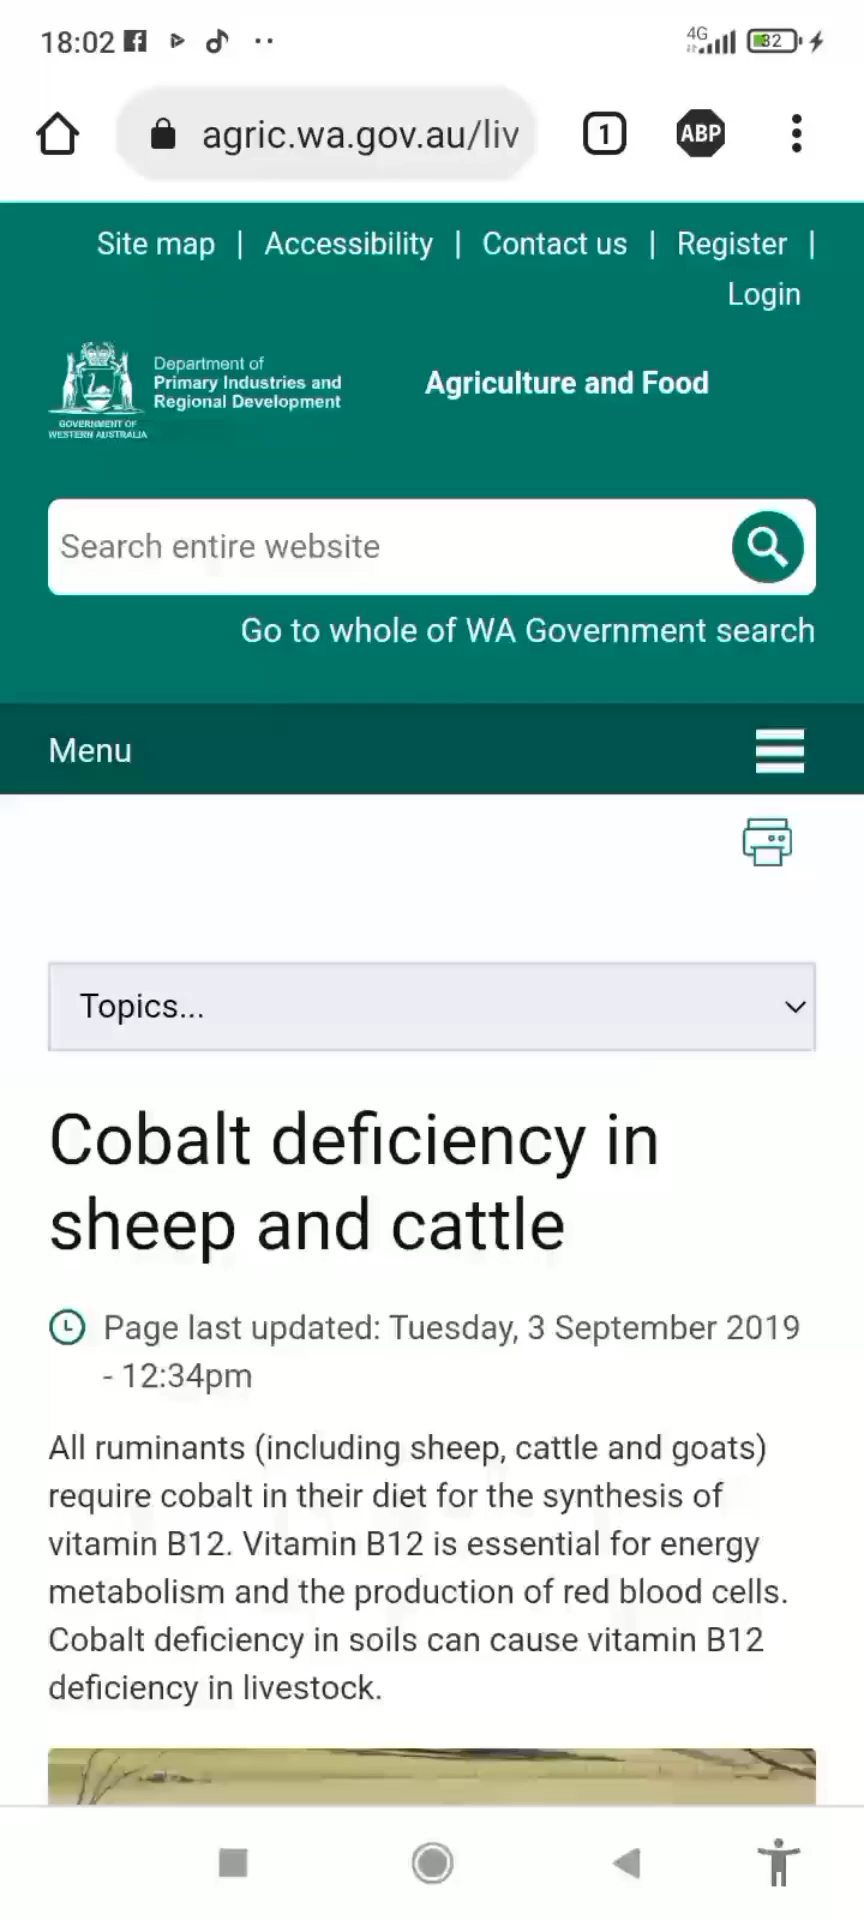 18:02
4G
32
agric.wa.gov.au/liv
1
ABP
Site map | Accessibility | Contact us | Register |
Login
GOVERNMENT OF
WESTERN AUSTRALIA
Department of
Primary Industries and
Regional Development
Agriculture and Food
Search entire website
Go to whole of WA Government search
Menu
Topics...
Cobalt deficiency in
sheep and cattle
Page last updated: Tuesday, 3 September 2019
- 12:34pm
All ruminants (including sheep, cattle and goats)
require cobalt in their diet for the synthesis of
vitamin B12. Vitamin B12 is essential for energy
metabolism and the production of red blood cells.
Cobalt deficiency in soils can cause vitamin B12
deficiency in livestock.